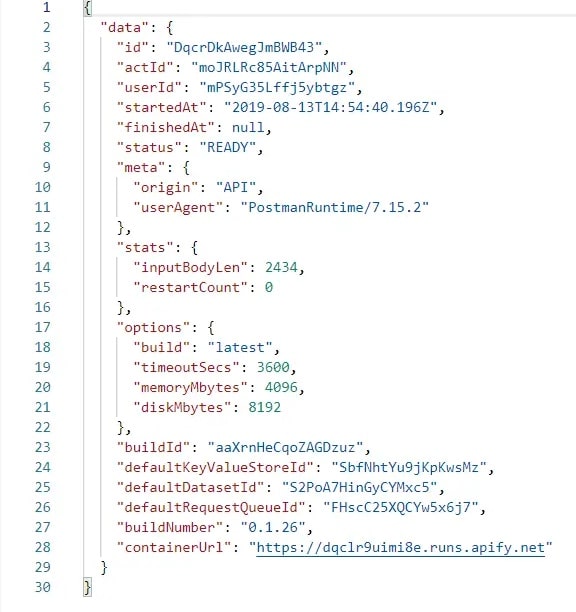 1 {
2 "data": {
3 "id": "DqcrDkAwegJmBWB43",
4 "actId": "moJRLRc85AitArpNN",
5 "userId": "mPSyG35Lffj5ybtgz",
6 "startedAt": "2019-08-13T14:54:40.196Z",
7 "finishedAt": null,
8 "status": "READY",
9 "meta": {
10 "origin": "API",
11 "userAgent": "PostmanRuntime/7.15.2"
12 },
13 "stats": {
14 "inputBodyLen": 2434,
15 "restartCount": 0
16 },
17 "options": {
18 "build": "latest",
19 "timeoutSecs": 3600,
20 "memoryMbytes": 4096,
21 "diskMbytes": 8192
22 },
23 "buildId": "aaXrnHeCqoZAGDzuz",
24 "defaultKeyValueStoreId": "SbfNhtYu9jKpKwsMz",
25 "defaultDatasetId": "S2PoA7HinGyCYMxc5",
26 "defaultRequestQueueId": "FHscC25XQCYw5x6j7",
27 "buildNumber": "0.1.26",
28 "containerUrl": "https://dqclr9uimi8e.runs.apify.net"
29 }
30 }